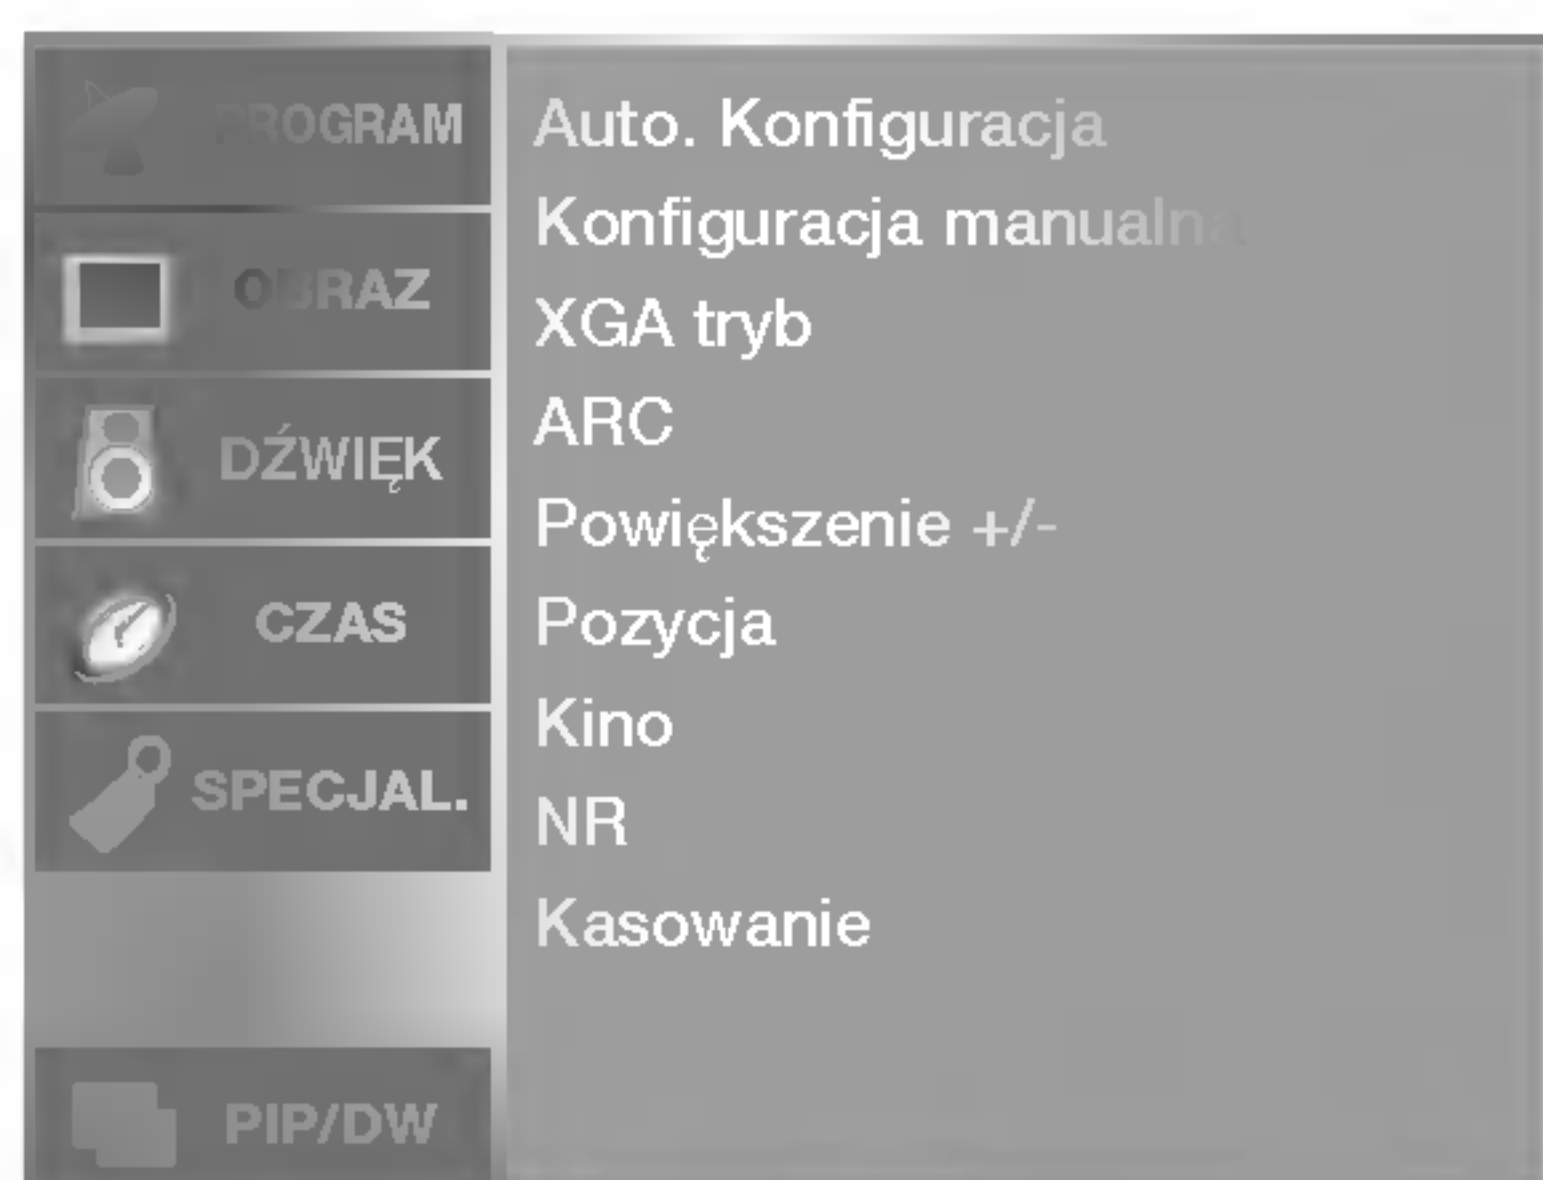 PROGRAM
OBRAZ
DŹWIĘK
CZAS
SPECJAL.
PIP/DW
Auto. Konfiguracja
Konfiguracja manualna
XGA tryb
ARC
Powiększenie +/-
Pozycja
Kino
NR
Kasowanie